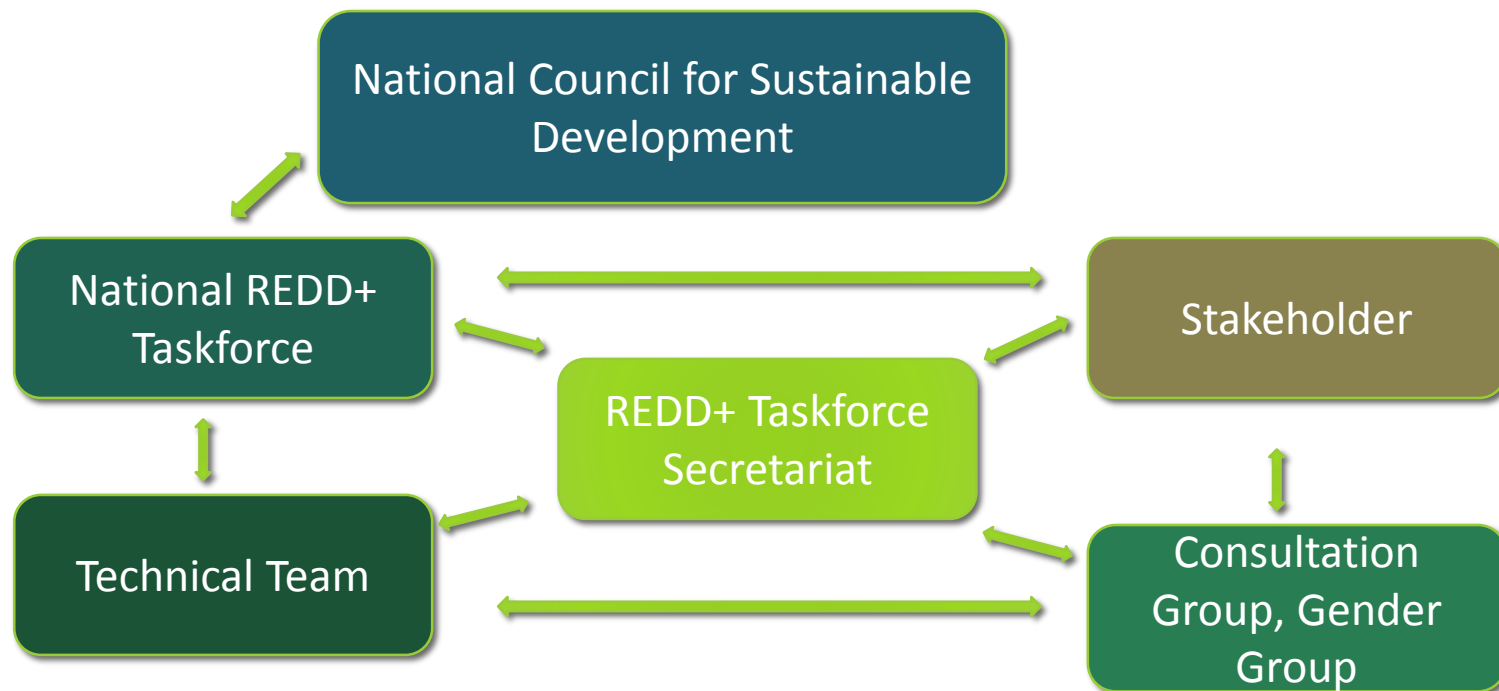 National Council for Sustainable
Development
National REDD+
Taskforce
Stakeholder
REDD+ Taskforce
Secretariat
Technical Team
Consultation
Group, Gender
Group